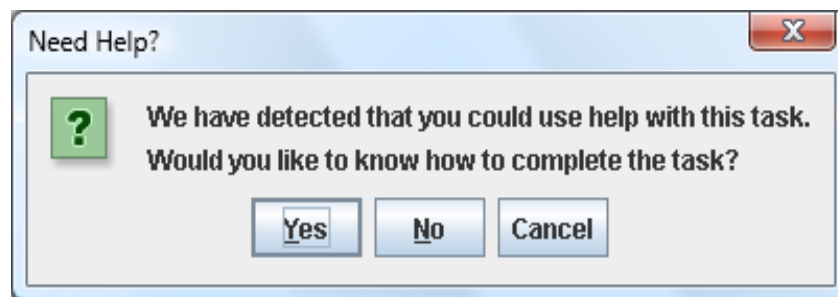 Need Help?
?
We have detected that you could use help with this task.
Would you like to know how to complete the task?
Yes No Cancel